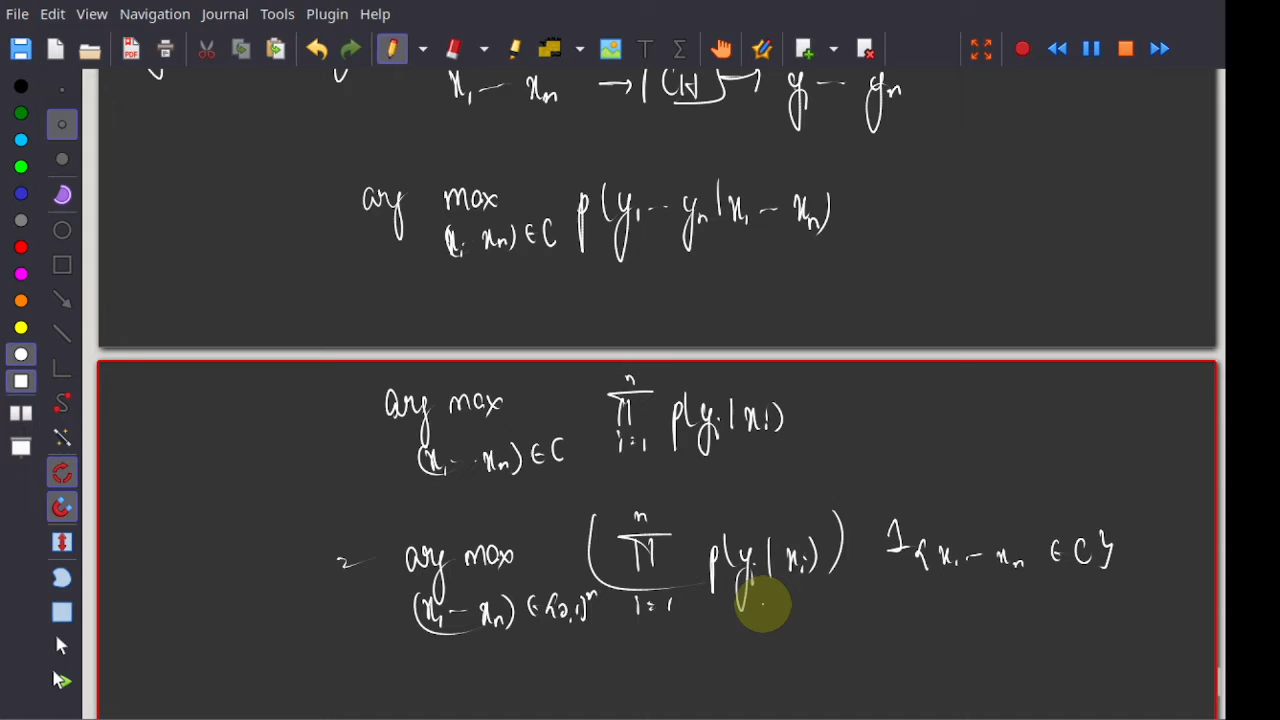 File Edit View Navigation Journal Tools Plugin Help
x₁ — xₙ → [CH] → y — yₙ
arg max p(y₁ -- yₙ | x₁ — xₙ)
(x₁ xₙ) ∈ C
n
arg max ∏ p(yᵢ | xᵢ)
(x₁ -- xₙ) ∈ C i=1
n
= arg max ( ∏ p(yᵢ | xᵢ) ) 1{x₁ — xₙ ∈ C}
(x₁ — xₙ) ∈ {0,1}ⁿ i=1